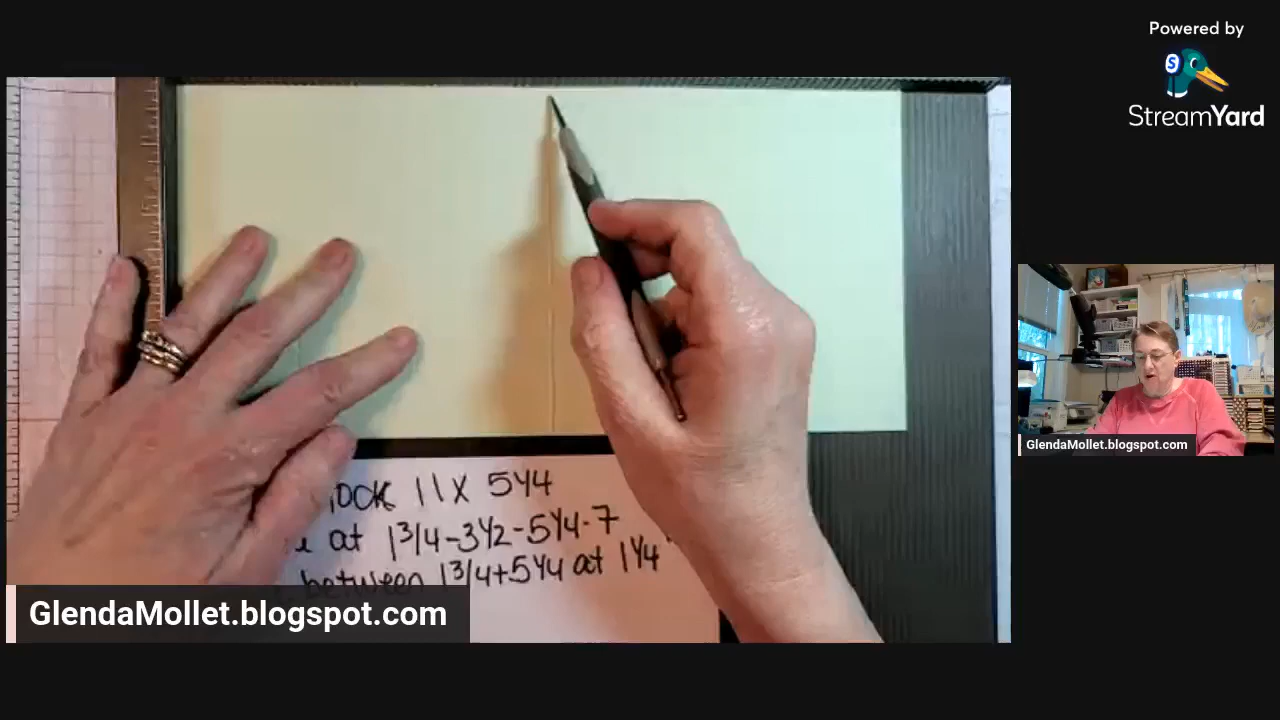 Powered by
StreamYard
11 X 5 1/4
at 1 3/4 - 3 1/2 - 5 1/4 - 7
between 1 3/4 + 5 1/4 at 1 1/4
GlendaMollet.blogspot.com
GlendaMollet.blogspot.com